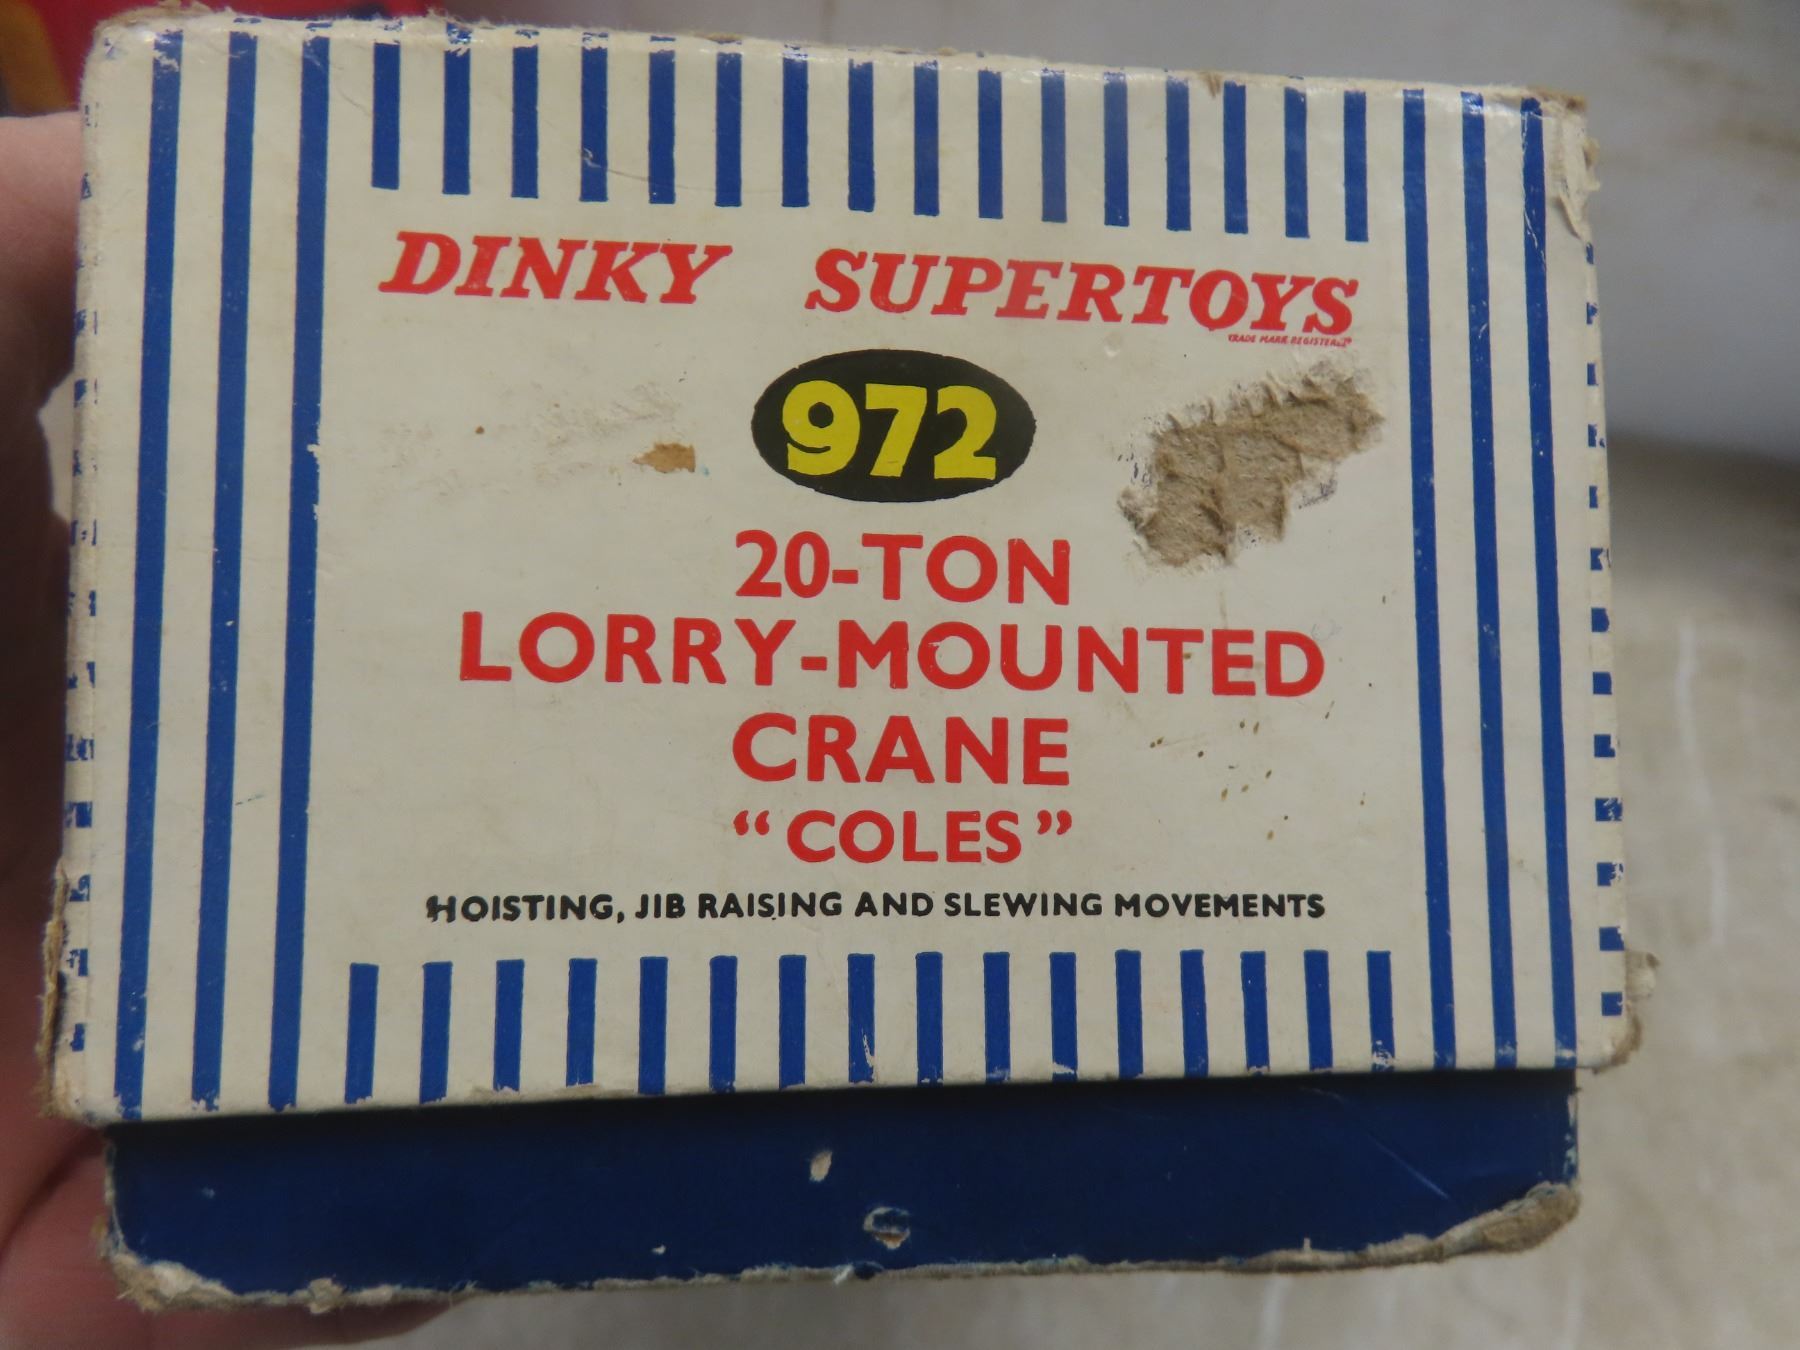 DINKY SUPERTOYS
TRADE MARK REGISTERED
972
20-TON
LORRY-MOUNTED
CRANE
“COLES”
HOISTING, JIB RAISING AND SLEWING MOVEMENTS